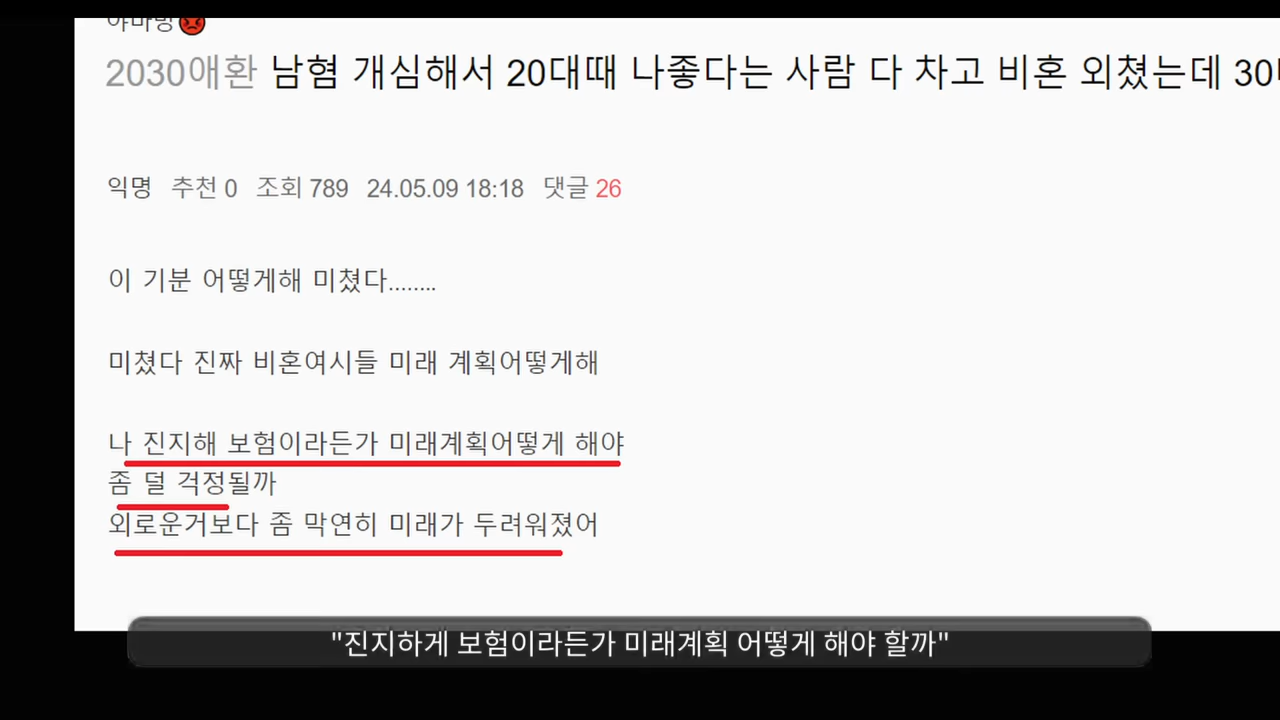 야마망😡
2030애환 남혐 개심해서 20대때 나좋다는 사람 다 차고 비혼 외쳤는데 30
익명 추천 0 조회 789 24.05.09 18:18 댓글 26
이 기분 어떻게해 미쳤다........
미쳤다 진짜 비혼여시들 미래 계획어떻게해
나 진지해 보험이라든가 미래계획어떻게 해야
좀 덜 걱정될까
외로운거보다 좀 막연히 미래가 두려워졌어
"진지하게 보험이라든가 미래계획 어떻게 해야 할까"